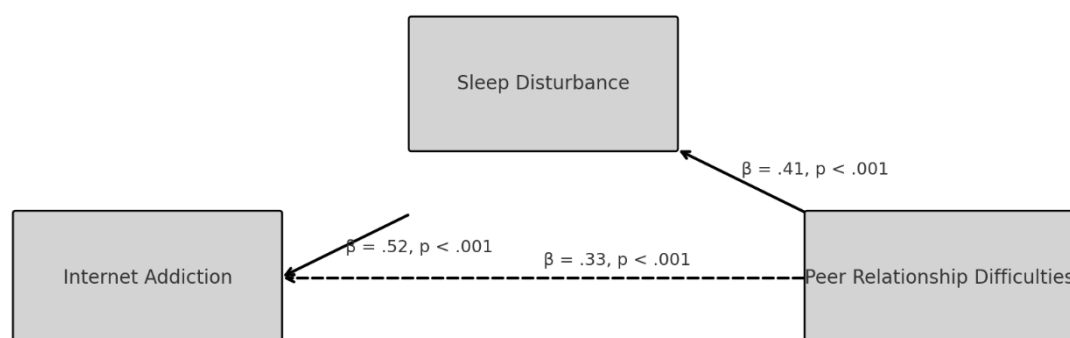 Sleep Disturbance
β = .41, p < .001
β = .52, p < .001
β = .33, p < .001
Internet Addiction
Peer Relationship Difficulties